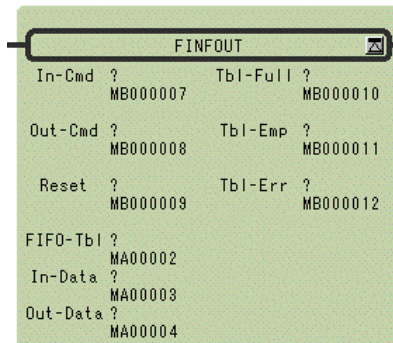 FINFOUT
In-Cmd ? Tbl-Full ?
MB000007 MB000010
Out-Cmd ? Tbl-Emp ?
MB000008 MB000011
Reset ? Tbl-Err ?
MB000009 MB000012
FIFO-Tbl ?
MA00002
In-Data ?
MA00003
Out-Data ?
MA00004